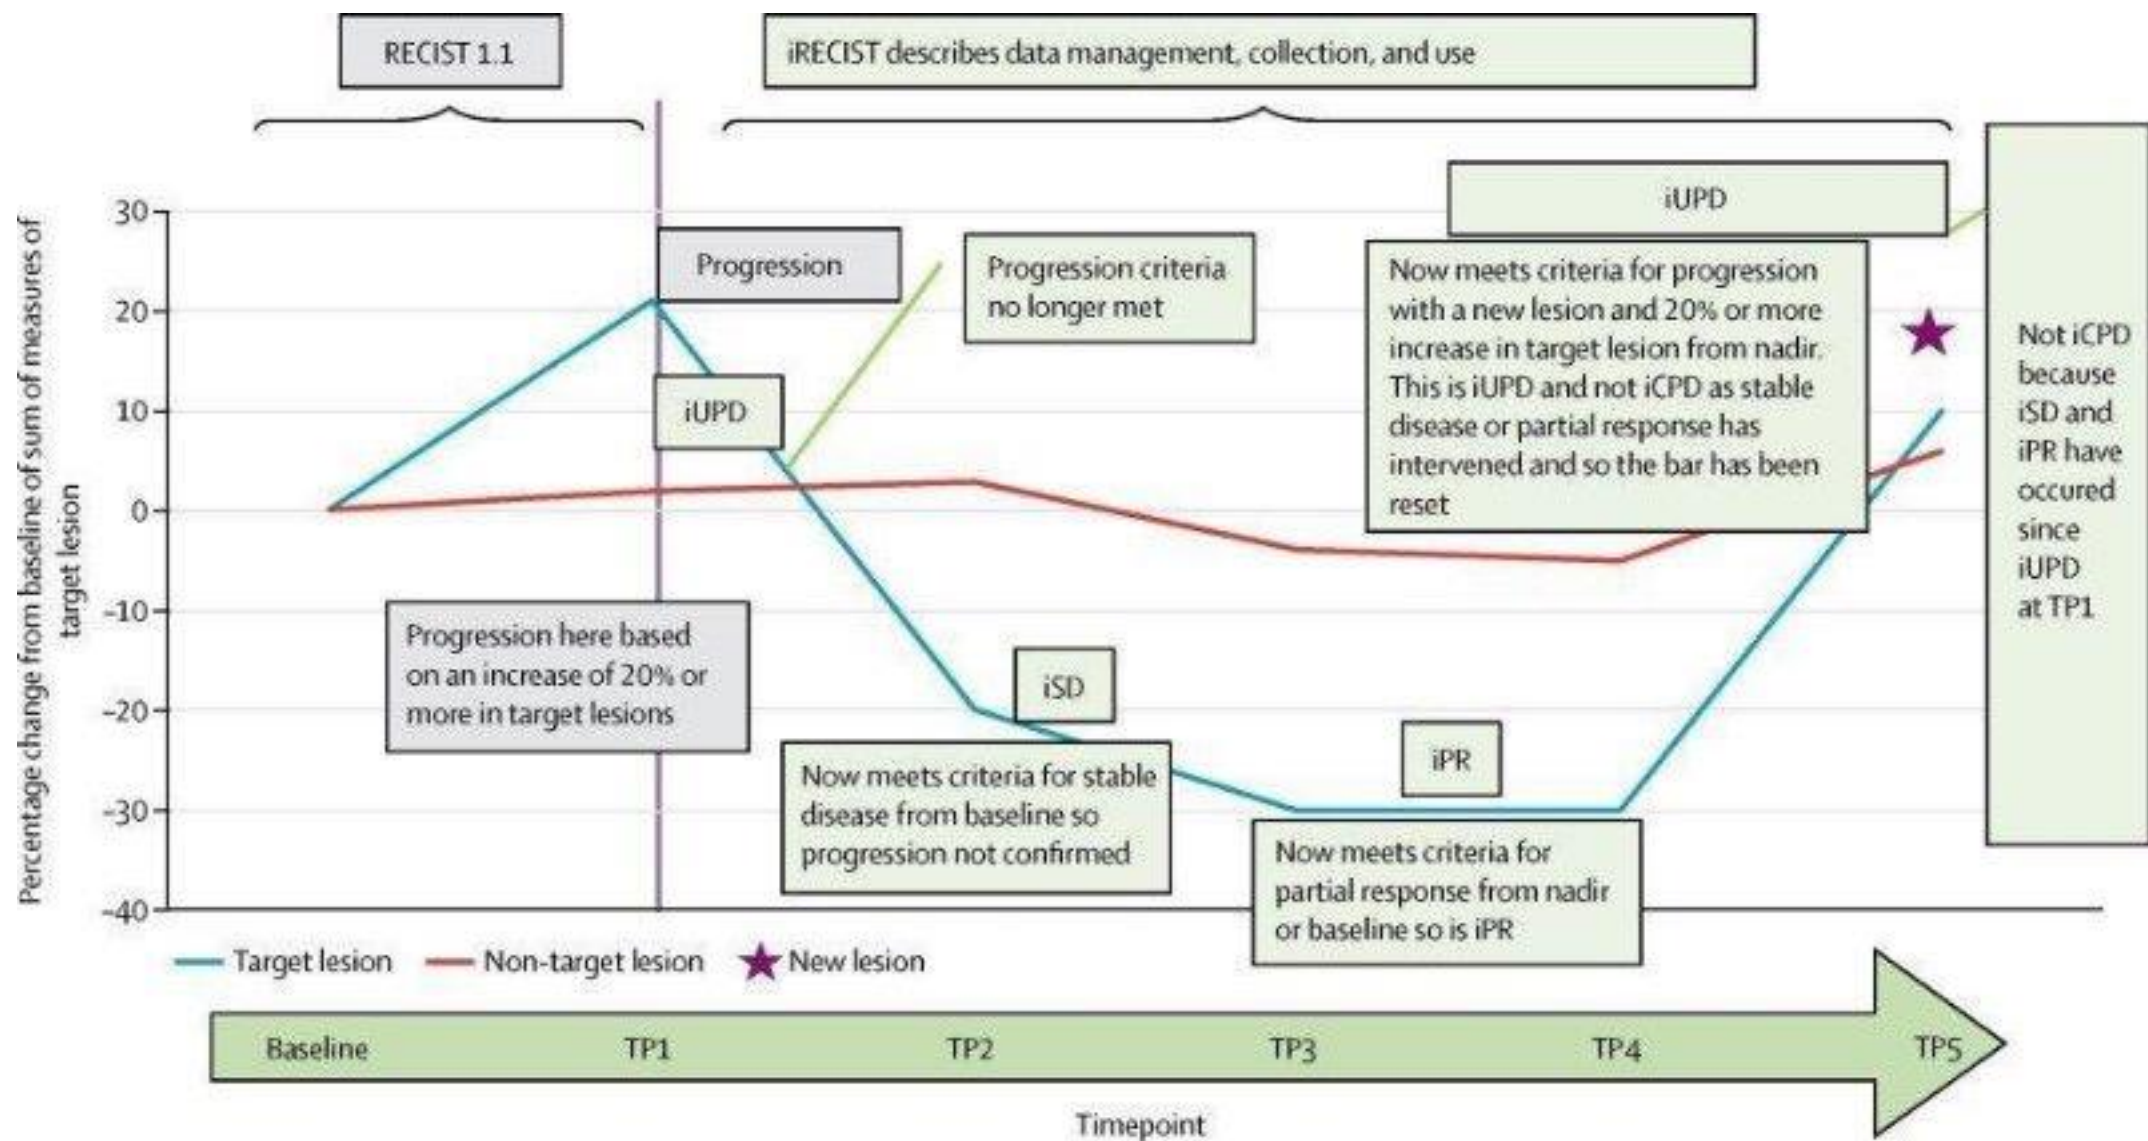 RECIST 1.1
iRECIST describes data management, collection, and use
Percentage change from baseline of sum of measures of
target lesion
30
20
10
0
–10
–20
–30
–40
Progression
iUPD
Progression criteria
no longer met
iUPD
Now meets criteria for progression
with a new lesion and 20% or more
increase in target lesion from nadir.
This is iUPD and not iCPD as stable
disease or partial response has
intervened and so the bar has been
reset
Not iCPD
because
iSD and
iPR have
occured
since
iUPD
at TP1
Progression here based
on an increase of 20% or
more in target lesions
iSD
Now meets criteria for stable
disease from baseline so
progression not confirmed
iPR
Now meets criteria for
partial response from nadir
or baseline so is iPR
Target lesion
Non-target lesion
New lesion
Baseline
TP1
TP2
TP3
TP4
TP5
Timepoint